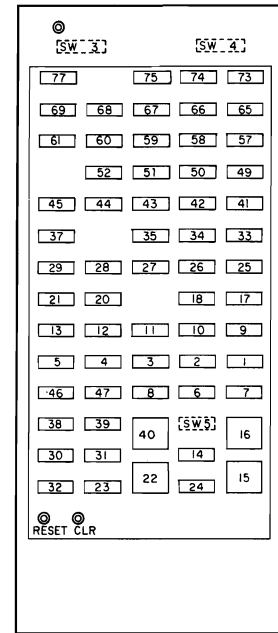 SW 3 SW 4
77 75 74 73
69 68 67 66 65
61 60 59 58 57
52 51 50 49
45 44 43 42 41
37 35 34 33
29 28 27 26 25
21 20 18 17
13 12 11 10 9
5 4 3 2 1
46 47 8 6 7
38 39 40 SW5 16
30 31 14
32 23 22 24 15
RESET CLR